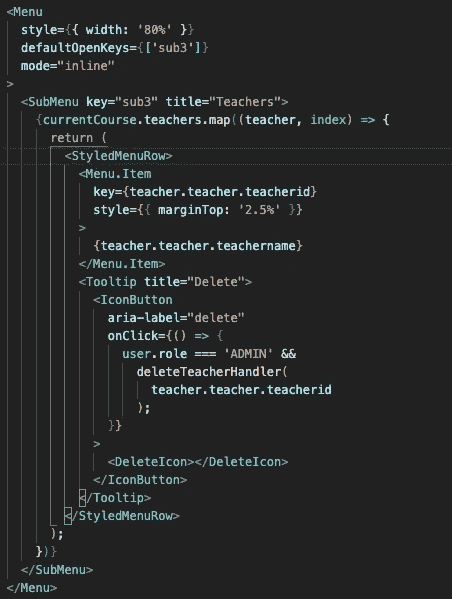 <Menu
style={{ width: '80%' }}
defaultOpenKeys={['sub3']}
mode="inline"
>
<SubMenu key="sub3" title="Teachers">
{currentCourse.teachers.map((teacher, index) => {
return (
<StyledMenuRow>
<Menu.Item
key={teacher.teacher.teacherid}
style={{ marginTop: '2.5%' }}
>
{teacher.teacher.teachername}
</Menu.Item>
<Tooltip title="Delete">
<IconButton
aria-label="delete"
onClick={() => {
user.role === 'ADMIN' &&
deleteTeacherHandler(
teacher.teacher.teacherid
);
}}
>
<DeleteIcon></DeleteIcon>
</IconButton>
</Tooltip>
</StyledMenuRow>
);
})}
</SubMenu>
</Menu>